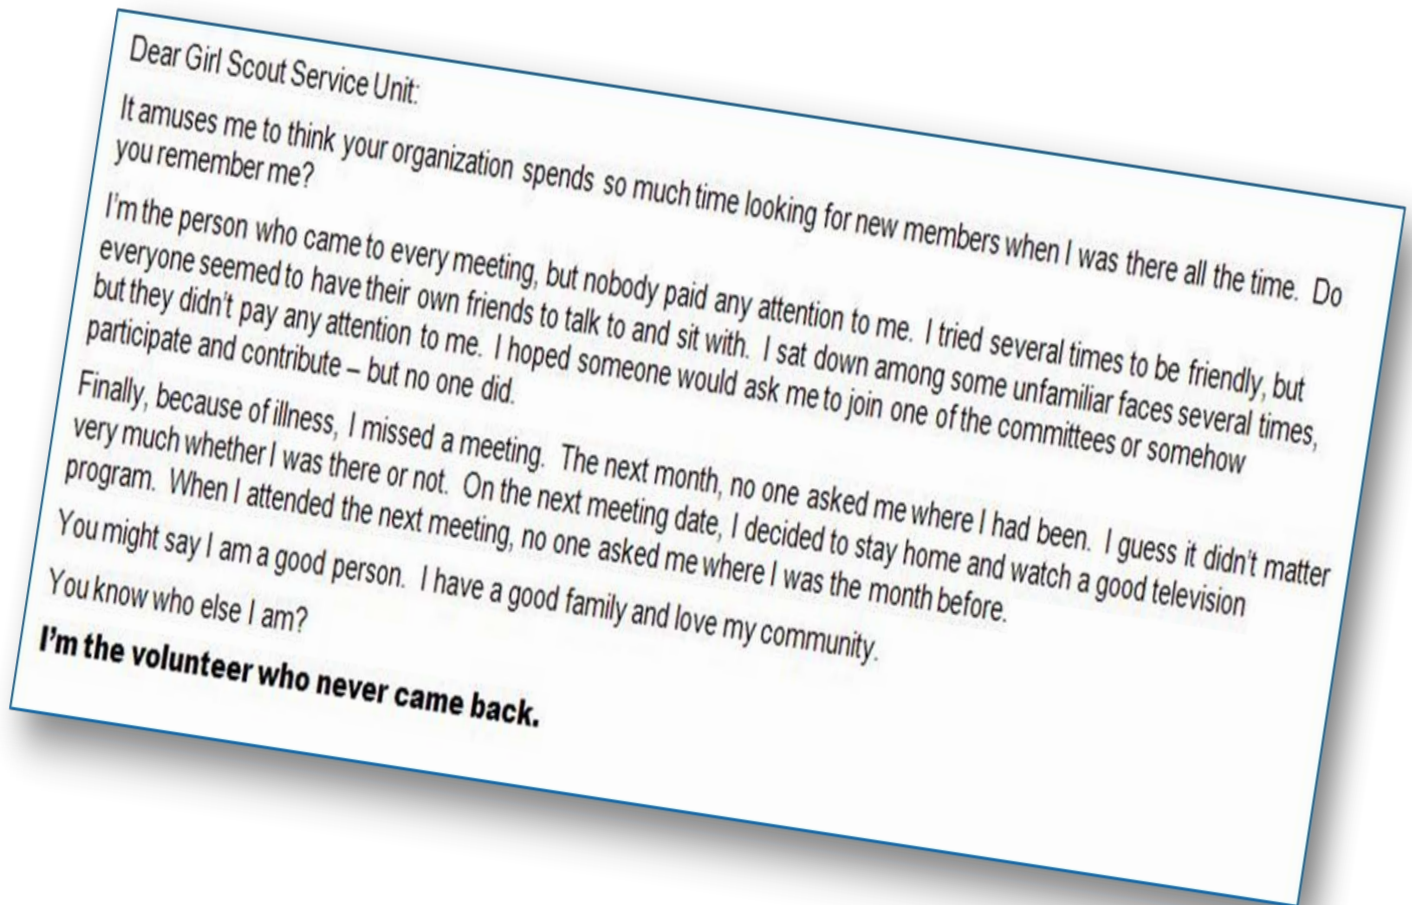 Dear Girl Scout Service Unit:
It amuses me to think your organization spends so much time looking for new members when I was there all the time. Do
you remember me?
I'm the person who came to every meeting, but nobody paid any attention to me. I tried several times to be friendly, but
everyone seemed to have their own friends to talk to and sit with. I sat down among some unfamiliar faces several times,
but they didn't pay any attention to me. I hoped someone would ask me to join one of the committees or somehow
participate and contribute – but no one did.
Finally, because of illness, I missed a meeting. The next month, no one asked me where I had been. I guess it didn't matter
very much whether I was there or not. On the next meeting date, I decided to stay home and watch a good television
program. When I attended the next meeting, no one asked me where I was the month before.
You might say I am a good person. I have a good family and love my community.
You know who else I am?
I'm the volunteer who never came back.